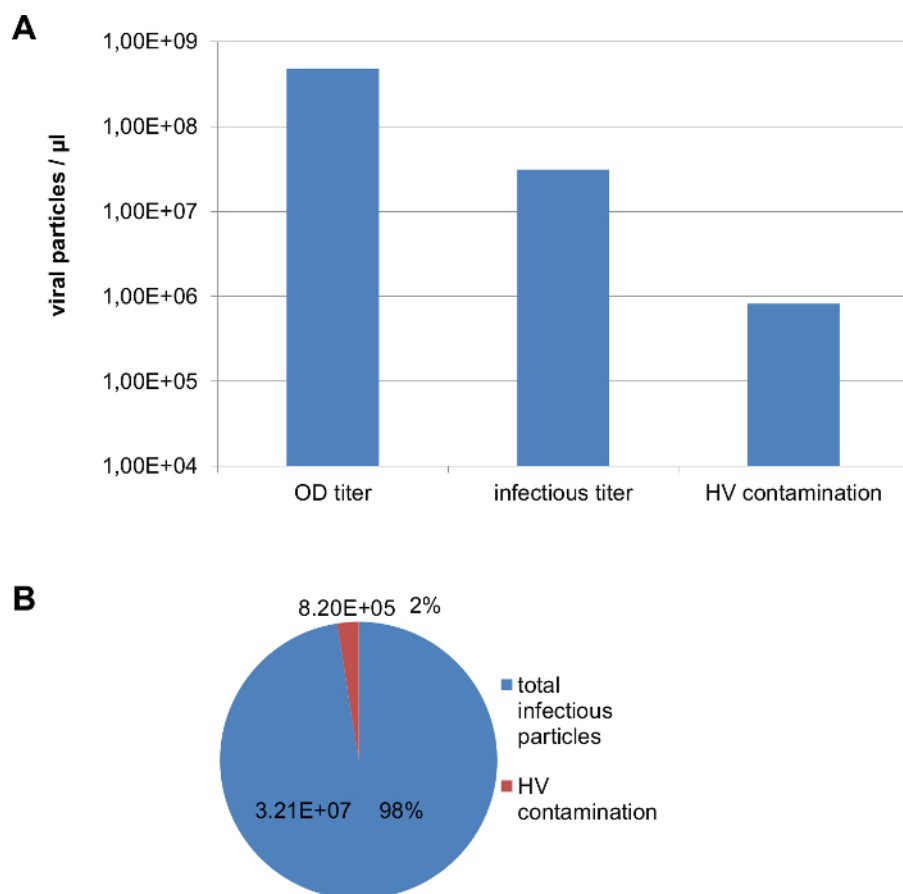 A
1,00E+09
1,00E+08
1,00E+07
1,00E+06
1,00E+05
1,00E+04
viral particles / µl
OD titer
infectious titer
HV contamination
B
8.20E+05 2%
3.21E+07 98%
total
infectious
particles
HV
contamination